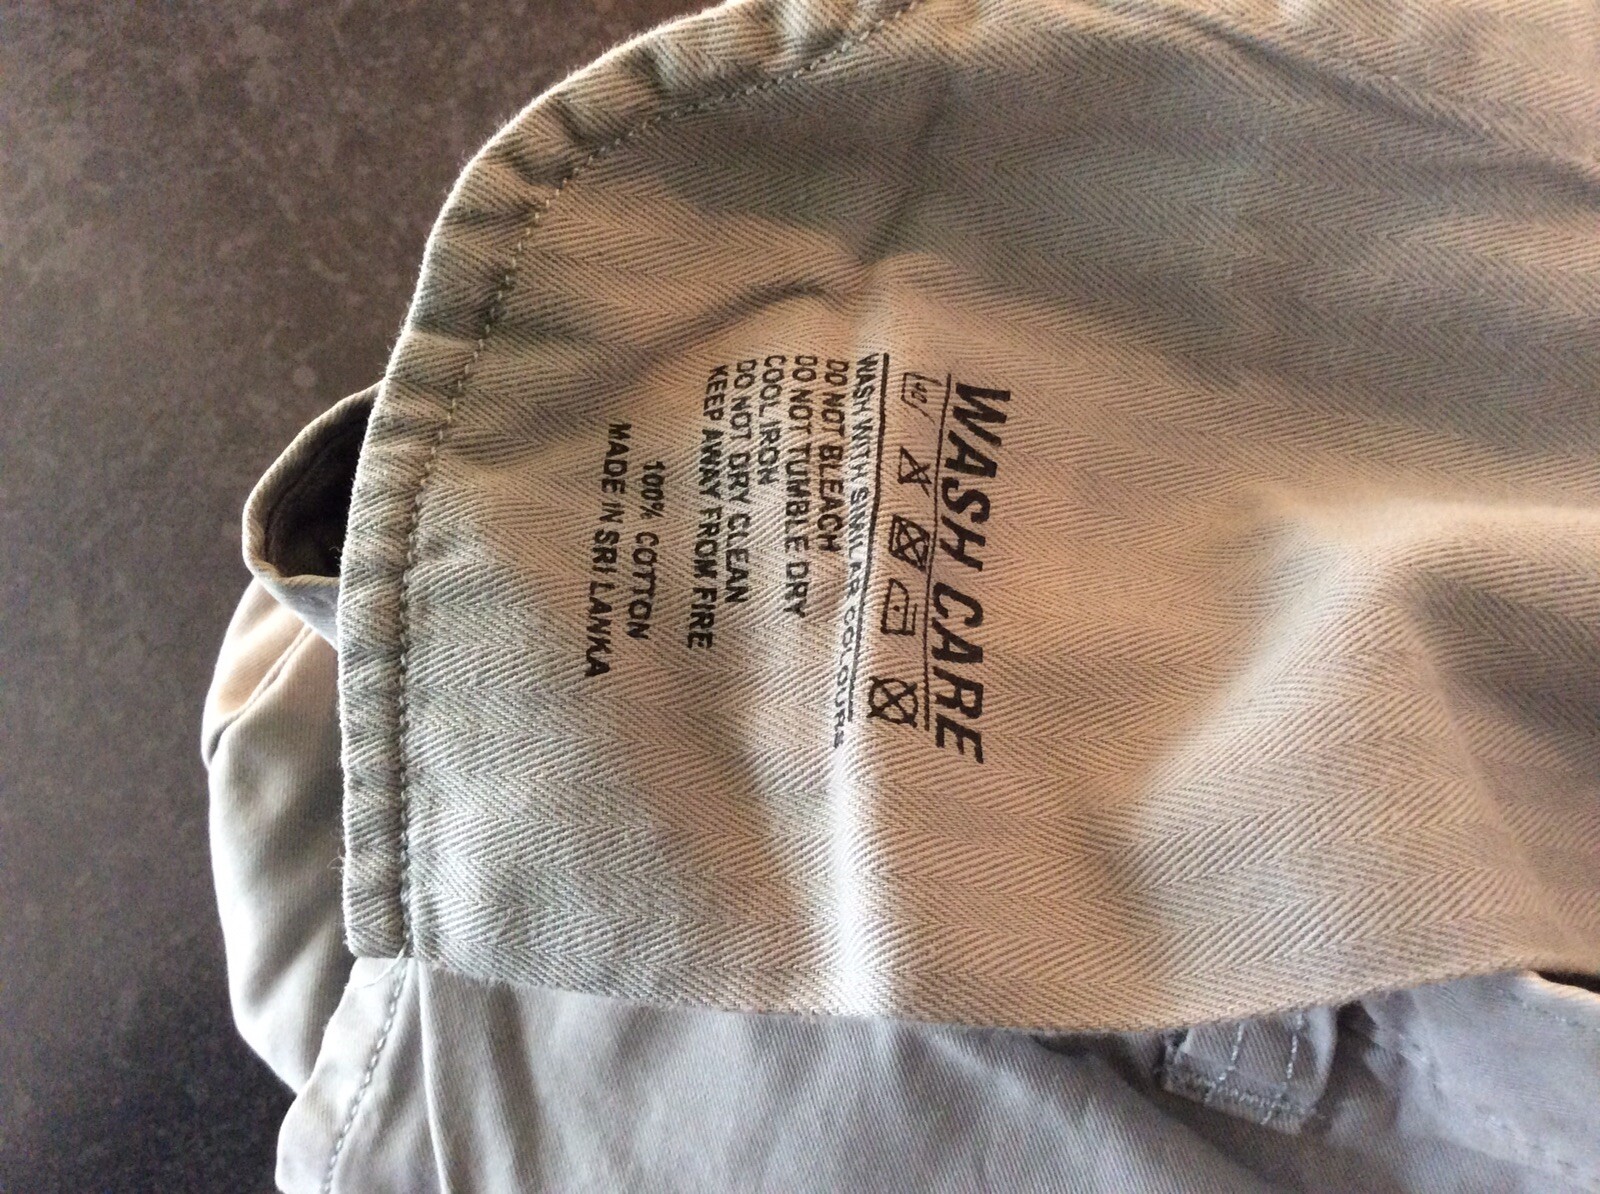 WASH CARE
40
WASH WITH SIMILAR COLOURS
DO NOT BLEACH
DO NOT TUMBLE DRY
COOL IRON
DO NOT DRY CLEAN
KEEP AWAY FROM FIRE
100% COTTON
MADE IN SRI LANKA